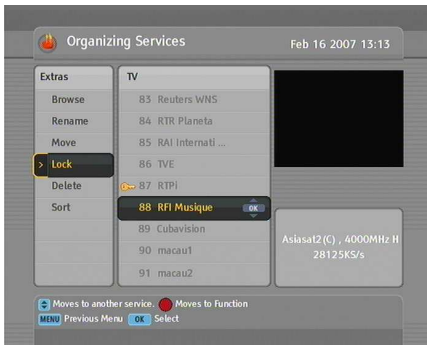 Organizing Services
Feb 16 2007 13:13
Extras
Browse
Rename
Move
> Lock
Delete
Sort
TV
83 Reuters WNS
84 RTR Planeta
85 RAI Internati ...
86 TVE
87 RTPi
88 RFI Musique OK
89 Cubavision
90 macau1
91 macau2
Asiasat2(C) , 4000MHz H
28125KS/s
Moves to another service. Moves to Function
MENU Previous Menu OK Select